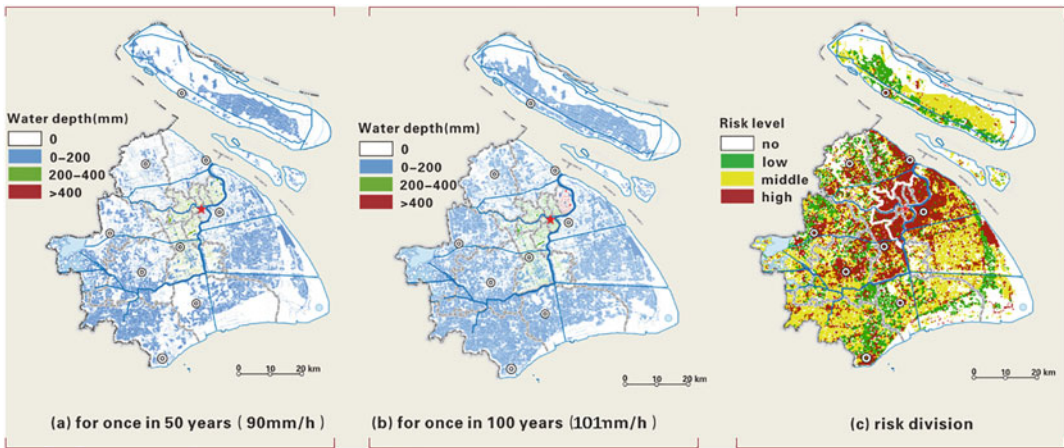 Water depth(mm)
0
0-200
200-400
>400
0 10 20 km
(a) for once in 50 years ( 90mm/h )
Water depth(mm)
0
0-200
200-400
>400
0 10 20 km
(b) for once in 100 years (101mm/h )
Risk level
no
low
middle
high
0 10 20 km
(c) risk division